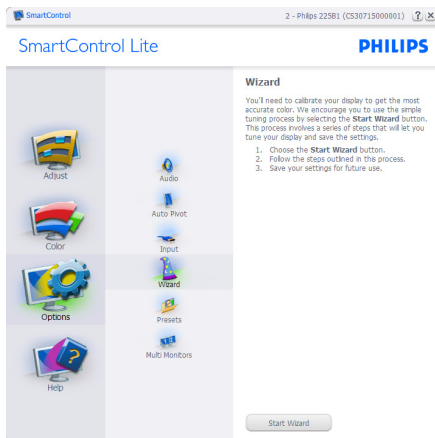 SmartControl
2 - Philips 225B1 (CS30715000001)
SmartControl Lite
PHILIPS
Adjust
Color
Options
Help
Audio
Auto Pivot
Input
Wizard
Presets
Multi Monitors
Wizard
You'll need to calibrate your display to get the most
accurate color. We encourage you to use the simple
tuning process by selecting the Start Wizard button.
This process involves a series of steps that will let you
tune your display and save the settings.
1. Choose the Start Wizard button.
2. Follow the steps outlined in this process.
3. Save your settings for future use.
Start Wizard